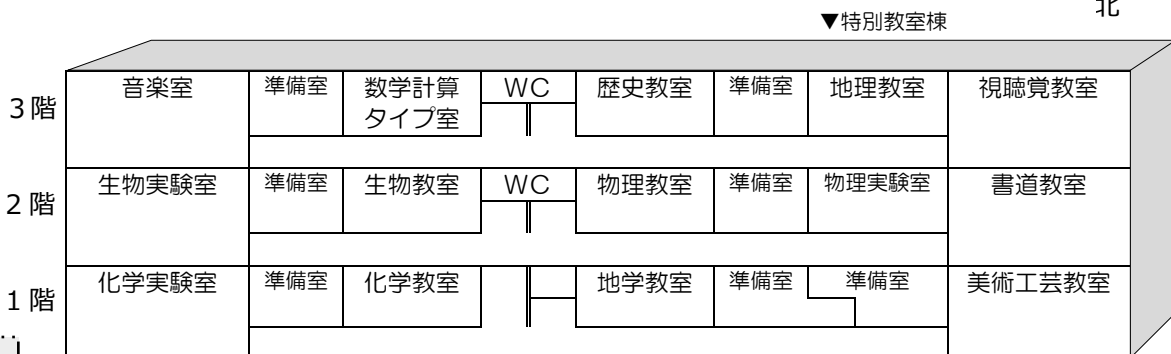 北
▼特別教室棟
3階
音楽室
準備室
数学計算
タイプ室
WC
歴史教室
準備室
地理教室
視聴覚教室
2階
生物実験室
準備室
生物教室
WC
物理教室
準備室
物理実験室
書道教室
1階
化学実験室
準備室
化学教室
地学教室
準備室
準備室
美術工芸教室